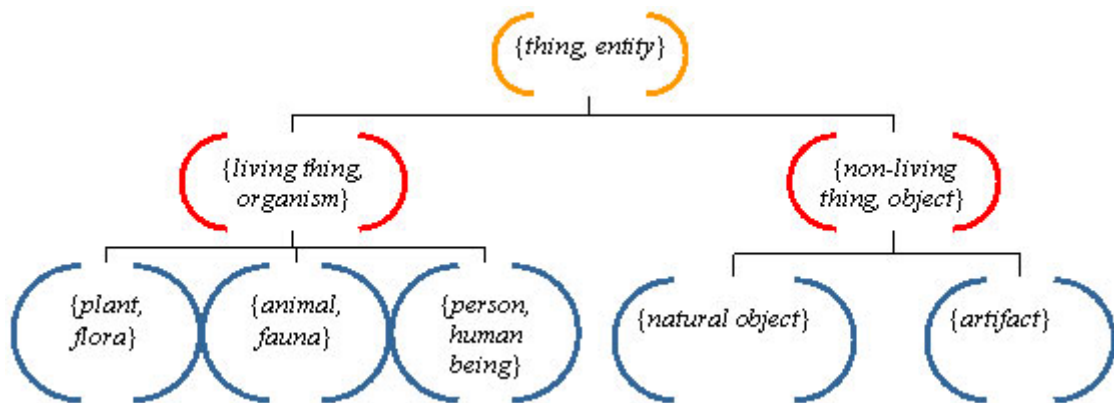 {thing, entity}
{living thing,
organism}
{non-living
thing, object}
{plant,
flora}
{animal,
fauna}
{person,
human
being}
{natural object}
{artifact}